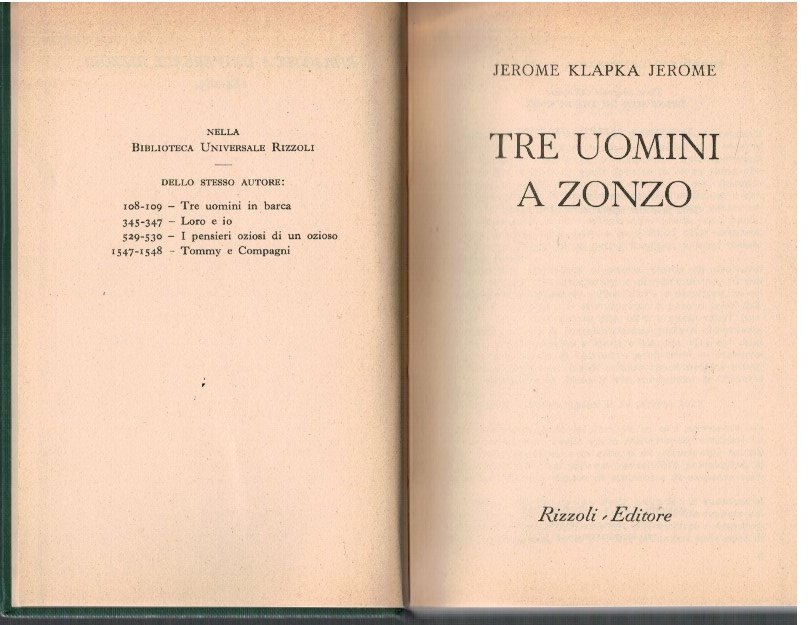 NELLA
BIBLIOTECA UNIVERSALE RIZZOLI
DELLO STESSO AUTORE:
108-109 – Tre uomini in barca
345-347 – Loro e io
529-530 – I pensieri oziosi di un ozioso
1547-1548 – Tommy e Compagni
JEROME KLAPKA JEROME
TRE UOMINI
A ZONZO
Rizzoli - Editore